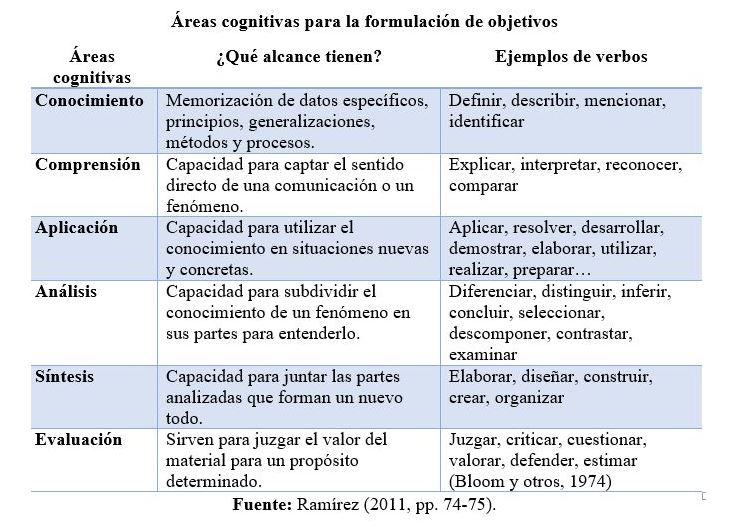 Áreas cognitivas para la formulación de objetivos
Áreas cognitivas ¿Qué alcance tienen? Ejemplos de verbos
Conocimiento
Memorización de datos específicos,
principios, generalizaciones,
métodos y procesos.
Definir, describir, mencionar,
identificar
Comprensión
Capacidad para captar el sentido
directo de una comunicación o un
fenómeno.
Explicar, interpretar, reconocer,
comparar
Aplicación
Capacidad para utilizar el
conocimiento en situaciones nuevas
y concretas.
Aplicar, resolver, desarrollar,
demostrar, elaborar, utilizar,
realizar, preparar…
Análisis
Capacidad para subdividir el
conocimiento de un fenómeno en
sus partes para entenderlo.
Diferenciar, distinguir, inferir,
concluir, seleccionar,
descomponer, contrastar,
examinar
Síntesis
Capacidad para juntar las partes
analizadas que forman un nuevo
todo.
Elaborar, diseñar, construir,
crear, organizar
Evaluación
Sirven para juzgar el valor del
material para un propósito
determinado.
Juzgar, criticar, cuestionar,
valorar, defender, estimar
(Bloom y otros, 1974)
Fuente: Ramírez (2011, pp. 74-75).